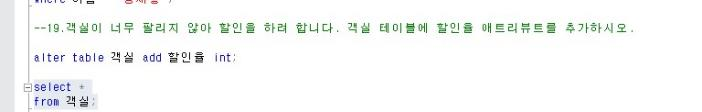 --19.객실이 너무 팔리지 않아 할인을 하려 합니다. 객실 테이블에 할인율 애트리뷰트를 추가하시오.
alter table 객실 add 할인율 int;
select *
from 객실;